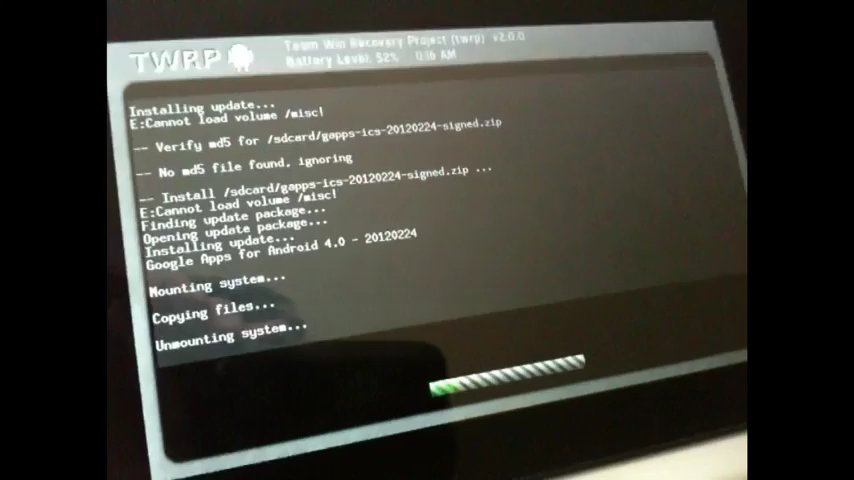 TWRP
Team Win Recovery Project (twrp) v2.0.0
Battery Level: 52% 0:16 AM
Installing update...
E:Cannot load volume /misc!
-- Verify md5 for /sdcard/gapps-ics-20120224-signed.zip
-- No md5 file found, ignoring
-- Install /sdcard/gapps-ics-20120224-signed.zip ...
E:Cannot load volume /misc!
Finding update package...
Opening update package...
Installing update...
Google Apps for Android 4.0 - 20120224
Mounting system...
Copying files...
Unmounting system...